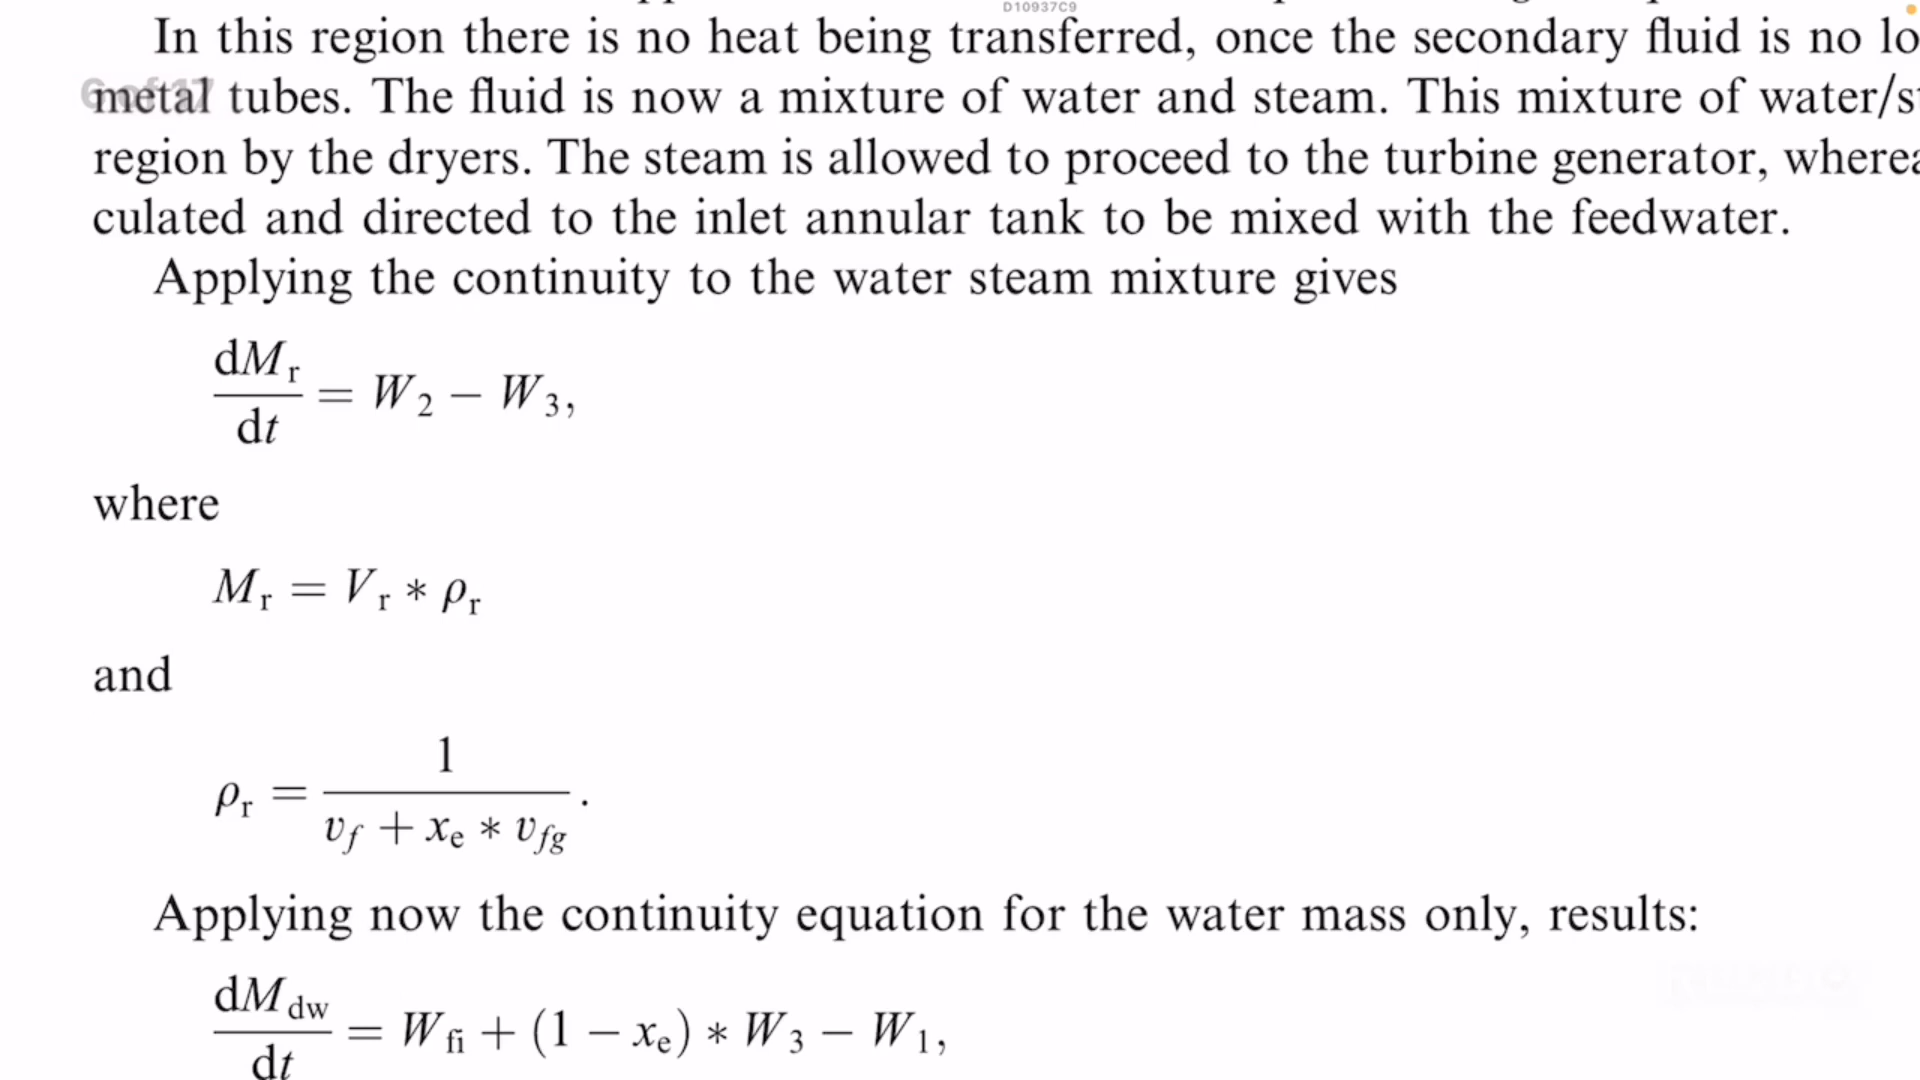 D10937C9
In this region there is no heat being transferred, once the secondary fluid is no lo
6 of 17
metal tubes. The fluid is now a mixture of water and steam. This mixture of water/s
region by the dryers. The steam is allowed to proceed to the turbine generator, where
culated and directed to the inlet annular tank to be mixed with the feedwater.
Applying the continuity to the water steam mixture gives
dM_r/dt = W_2 − W_3,
where
M_r = V_r * ρ_r
and
ρ_r = 1/(v_f + x_e * v_fg).
Applying now the continuity equation for the water mass only, results:
dM_dw/dt = W_fi + (1 − x_e) * W_3 − W_1,